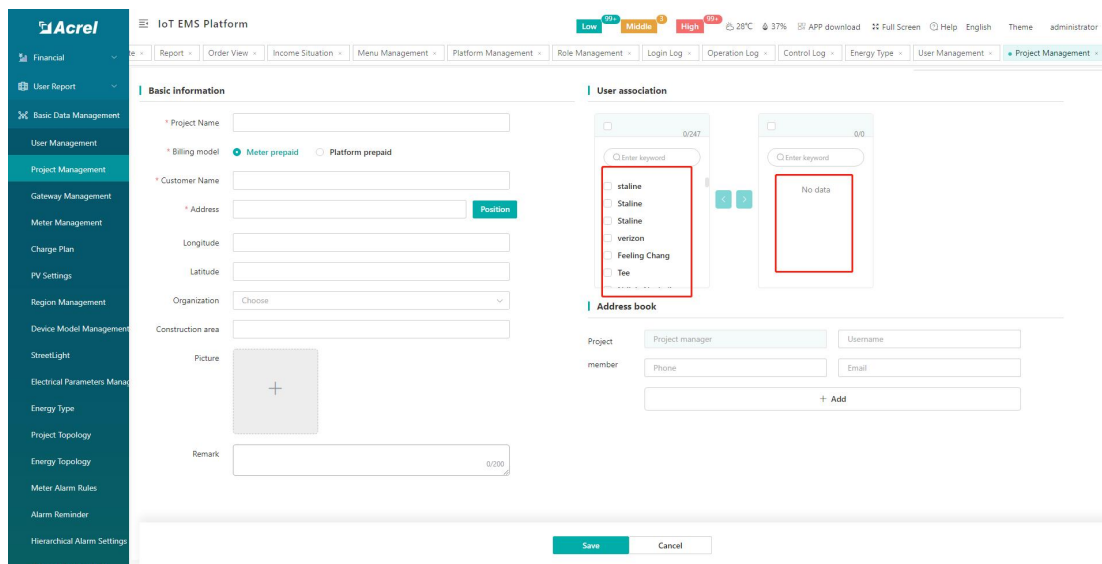 Acrel
IoT EMS Platform
Low 99+ Middle 3 High 99+ 28℃ 37% APP download Full Screen Help English Theme administrator
Report × Order View × Income Situation × Menu Management × Platform Management × Role Management × Login Log × Operation Log × Control Log × Energy Type × User Management × Project Management ×
Financial
User Report
Basic Data Management
User Management
Project Management
Gateway Management
Meter Management
Charge Plan
PV Settings
Region Management
Device Model Management
StreetLight
Electrical Parameters Manag
Energy Type
Project Topology
Energy Topology
Meter Alarm Rules
Alarm Reminder
Hierarchical Alarm Settings
Basic information
* Project Name
* Billing model Meter prepaid Platform prepaid
* Customer Name
* Address Position
Longitude
Latitude
Organization Choose
Construction area
Picture
+
Remark
0/200
User association
0/247
Enter keyword
staline
Staline
Staline
verizon
Feeling Chang
Tee
< >
0/0
Enter keyword
No data
Address book
Project member
Project manager Username
Phone Email
+ Add
Save Cancel